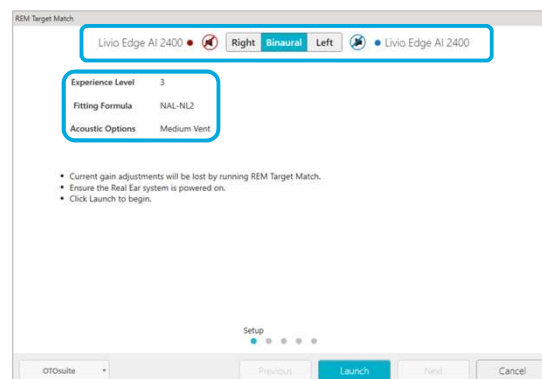 REM Target Match
Livio Edge AI 2400 Right Binaural Left Livio Edge AI 2400
Experience Level 3
Fitting Formula NAL-NL2
Acoustic Options Medium Vent
• Current gain adjustments will be lost by running REM Target Match.
• Ensure the Real Ear system is powered on.
• Click Launch to begin.
Setup
OTOsuite Previous Launch Next Cancel